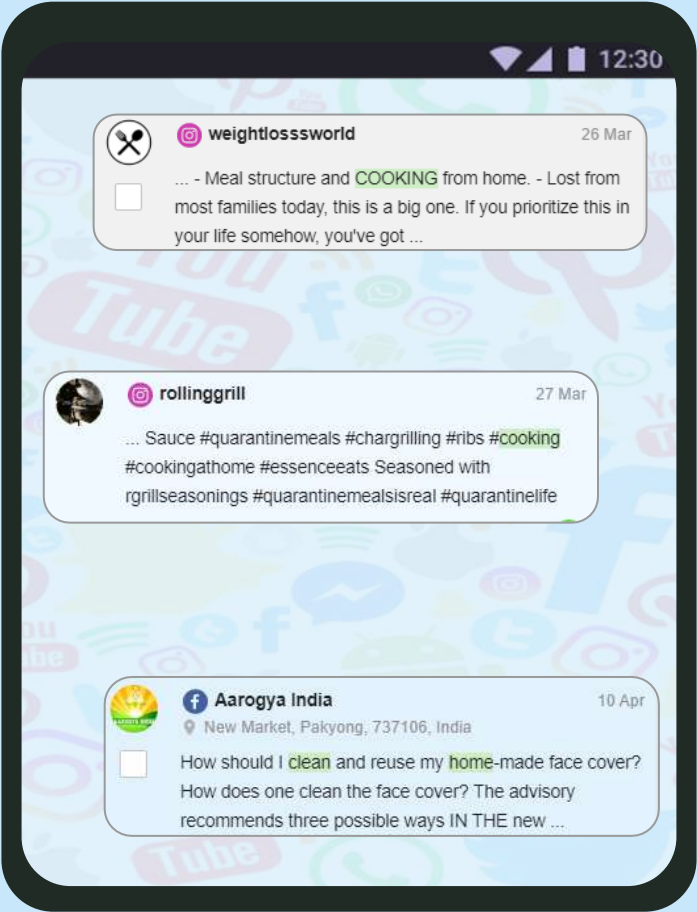 12:30
weightlosssworld
26 Mar
... - Meal structure and COOKING from home. - Lost from
most families today, this is a big one. If you prioritize this in
your life somehow, you've got ...
You
Tube
rollinggrill
27 Mar
... Sauce #quarantinemeals #chargrilling #ribs #cooking
#cookingathome #essenceeats Seasoned with
rgrillseasonings #quarantinemealsisreal #quarantinelife
Aarogya India
10 Apr
New Market, Pakyong, 737106, India
How should I clean and reuse my home-made face cover?
How does one clean the face cover? The advisory
recommends three possible ways IN THE new ...
Tube